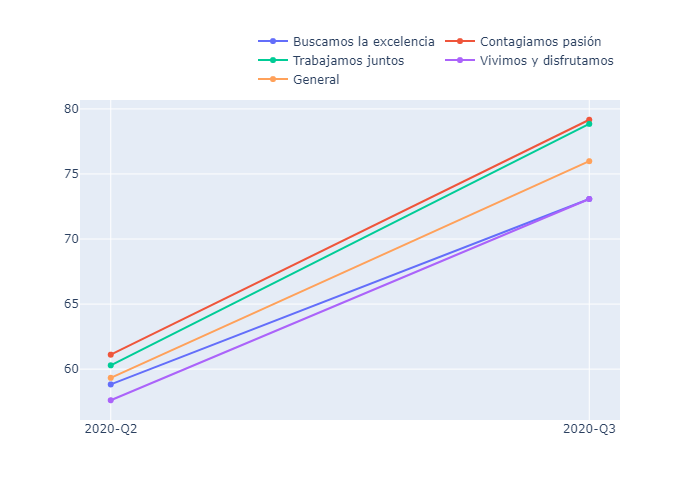 Buscamos la excelencia Contagiamos pasión
Trabajamos juntos Vivimos y disfrutamos
General
80
75
70
65
60
2020-Q2 2020-Q3